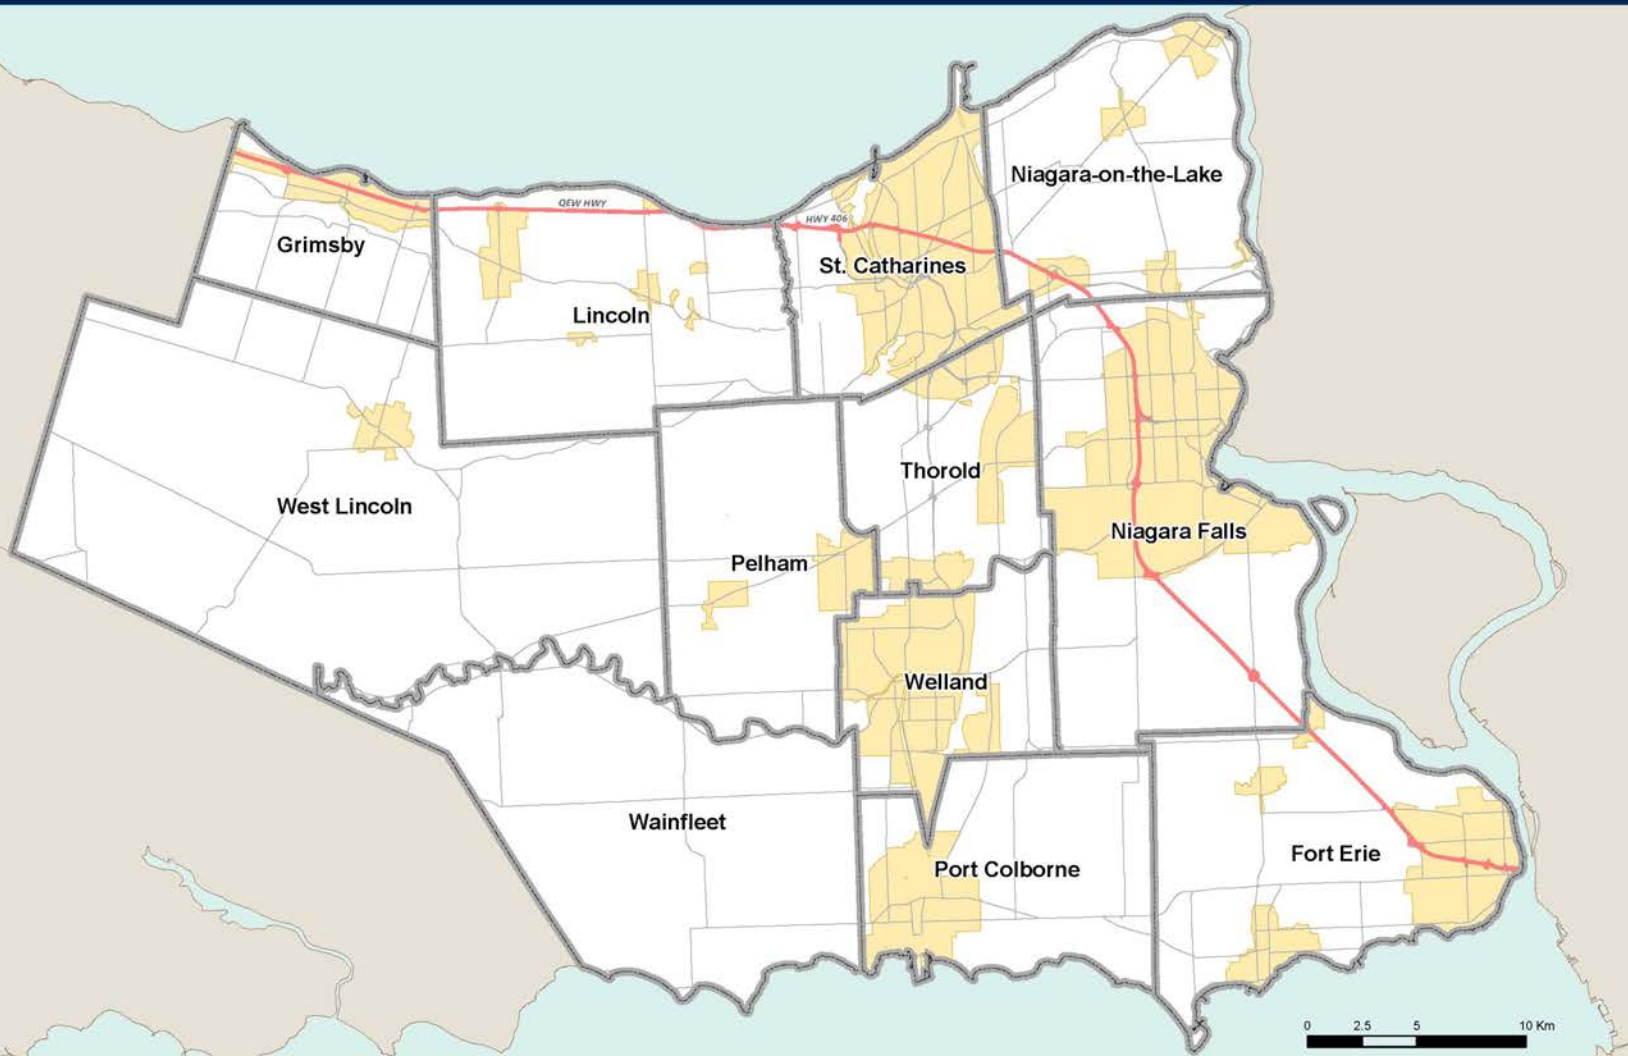 Niagara-on-the-Lake
QEW HWY
HWY 406
Grimsby
St. Catharines
Lincoln
Thorold
West Lincoln
Niagara Falls
Pelham
Welland
Wainfleet
Fort Erie
Port Colborne
0 2.5 5 10 Km